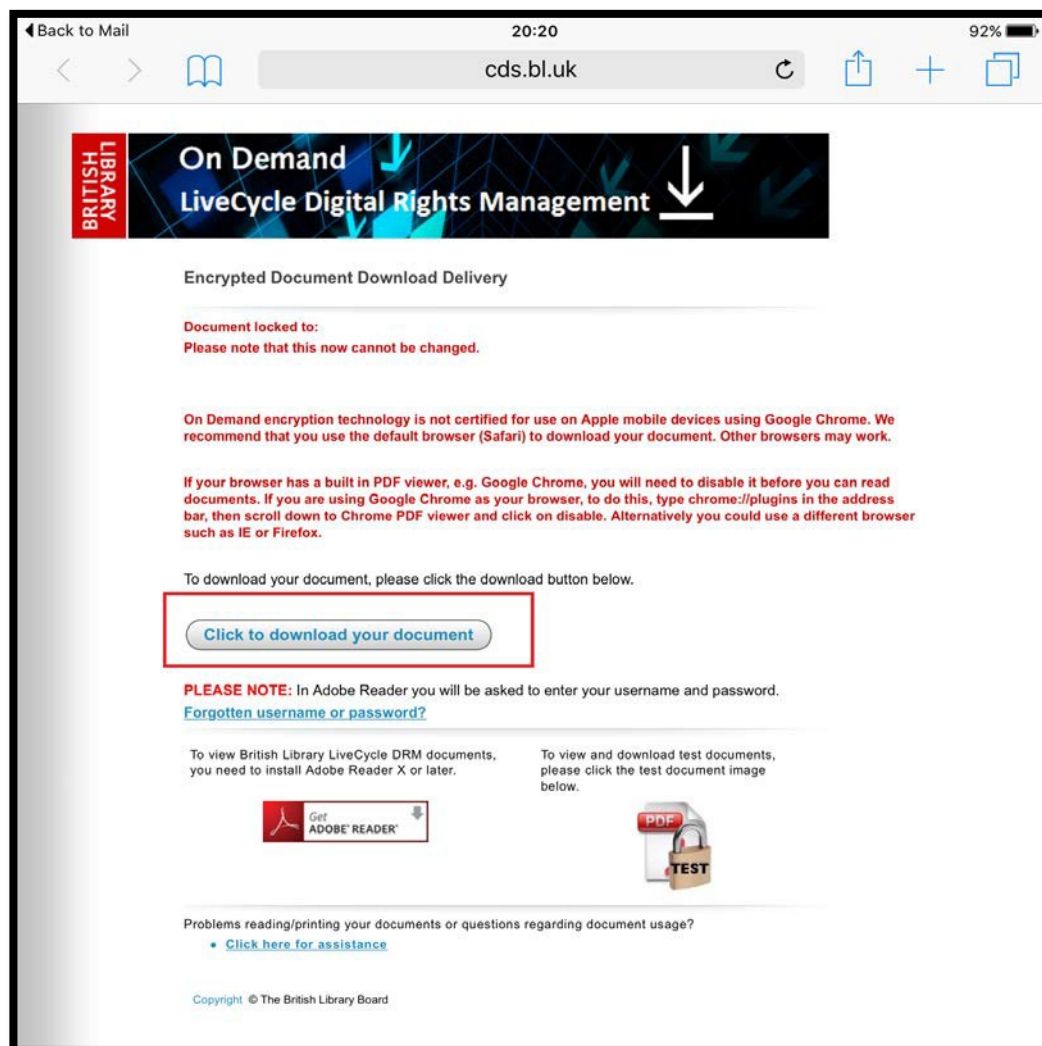 Back to Mail
20:20
92%
cds.bl.uk
BRITISH
LIBRARY
On Demand
LiveCycle Digital Rights Management
Encrypted Document Download Delivery
Document locked to:
Please note that this now cannot be changed.
On Demand encryption technology is not certified for use on Apple mobile devices using Google Chrome. We
recommend that you use the default browser (Safari) to download your document. Other browsers may work.
If your browser has a built in PDF viewer, e.g. Google Chrome, you will need to disable it before you can read
documents. If you are using Google Chrome as your browser, to do this, type chrome://plugins in the address
bar, then scroll down to Chrome PDF viewer and click on disable. Alternatively you could use a different browser
such as IE or Firefox.
To download your document, please click the download button below.
Click to download your document
PLEASE NOTE: In Adobe Reader you will be asked to enter your username and password.
Forgotten username or password?
To view British Library LiveCycle DRM documents,
you need to install Adobe Reader X or later.
Get
ADOBE® READER®
To view and download test documents,
please click the test document image
below.
PDF
TEST
Problems reading/printing your documents or questions regarding document usage?
• Click here for assistance
Copyright © The British Library Board